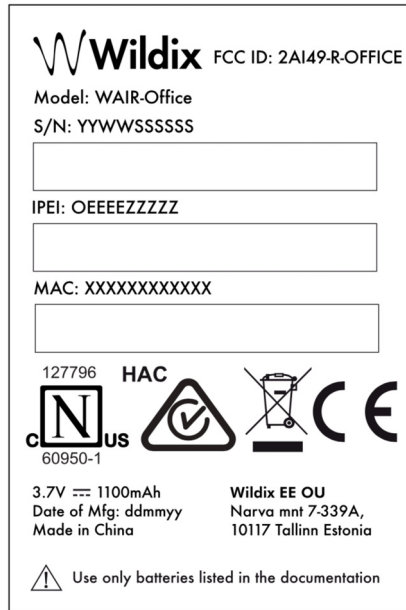 Wildix FCC ID: 2AI49-R-OFFICE
Model: WAIR-Office
S/N: YYWWSSSSSS
IPEI: OEEEEZZZZZ
MAC: XXXXXXXXXXXX
127796 HAC
N
C US
60950-1
CE
3.7V ⎓ 1100mAh
Date of Mfg: ddmmyy
Made in China
Wildix EE OU
Narva mnt 7-339A,
10117 Tallinn Estonia
Use only batteries listed in the documentation